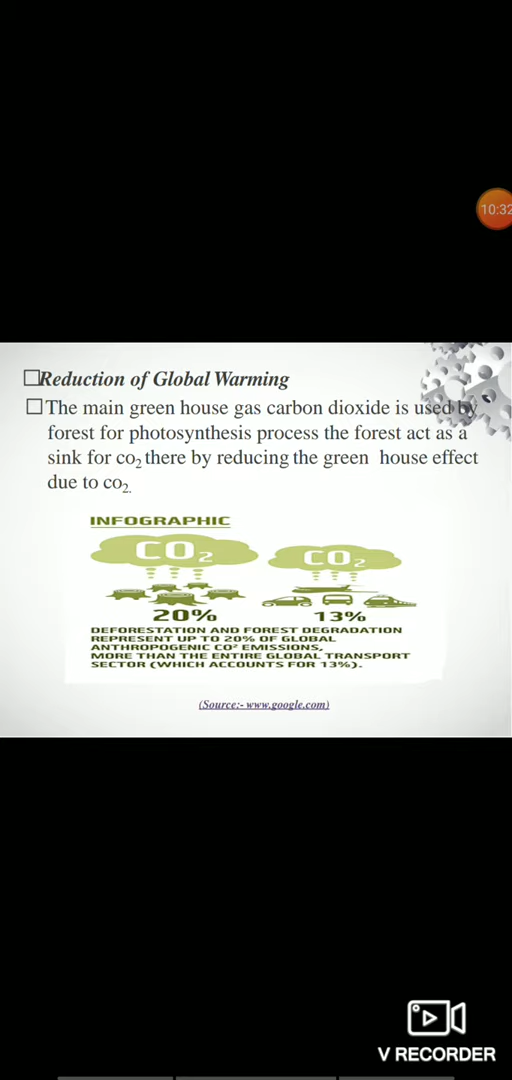 10:32
Reduction of Global Warming
The main green house gas carbon dioxide is used by
forest for photosynthesis process the forest act as a
sink for co2 there by reducing the green house effect
due to co2.
INFOGRAPHIC
CO2 CO2
20% 13%
DEFORESTATION AND FOREST DEGRADATION
REPRESENT UP TO 20% OF GLOBAL
ANTHROPOGENIC CO² EMISSIONS,
MORE THAN THE ENTIRE GLOBAL TRANSPORT
SECTOR (WHICH ACCOUNTS FOR 13%).
(Source:- www.google.com)
V RECORDER